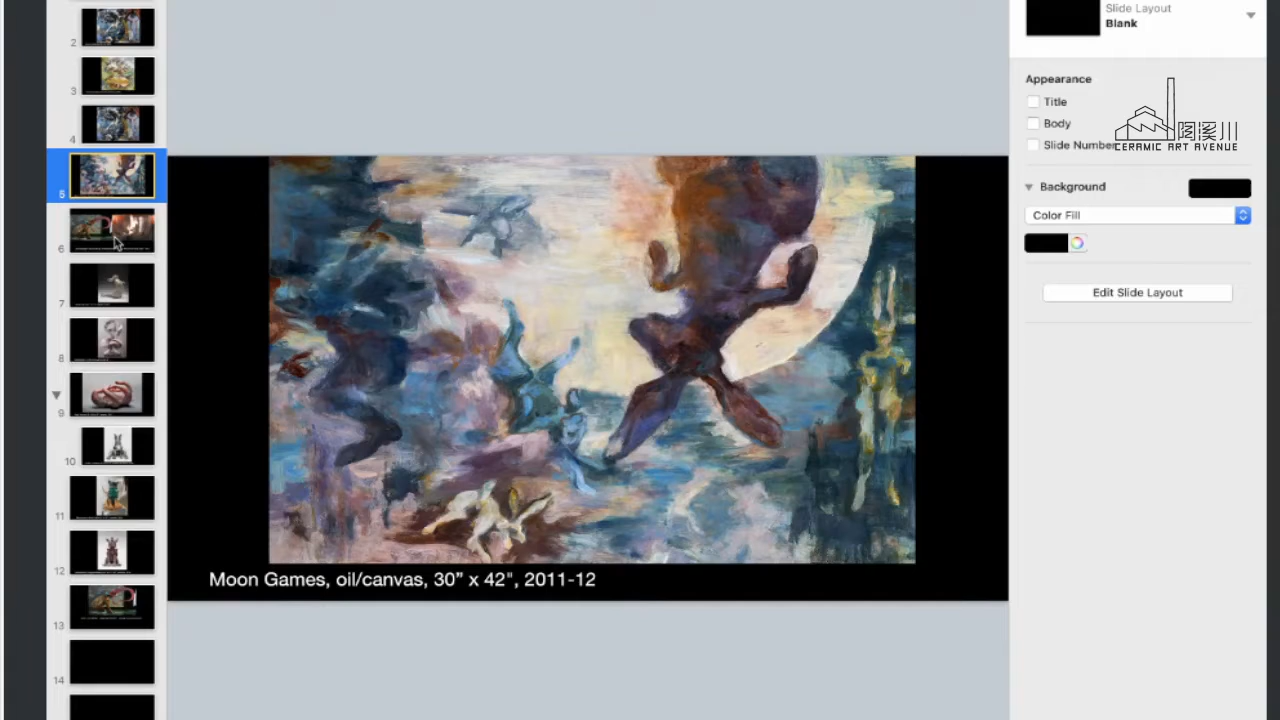 Slide Layout
Blank
Appearance
Title
Body
Slide Number
陶溪川
CERAMIC ART AVENUE
Background
Color Fill
Edit Slide Layout
2
3
4
5
6
7
8
9
10
11
12
13
14
Moon Games, oil/canvas, 30” x 42", 2011-12